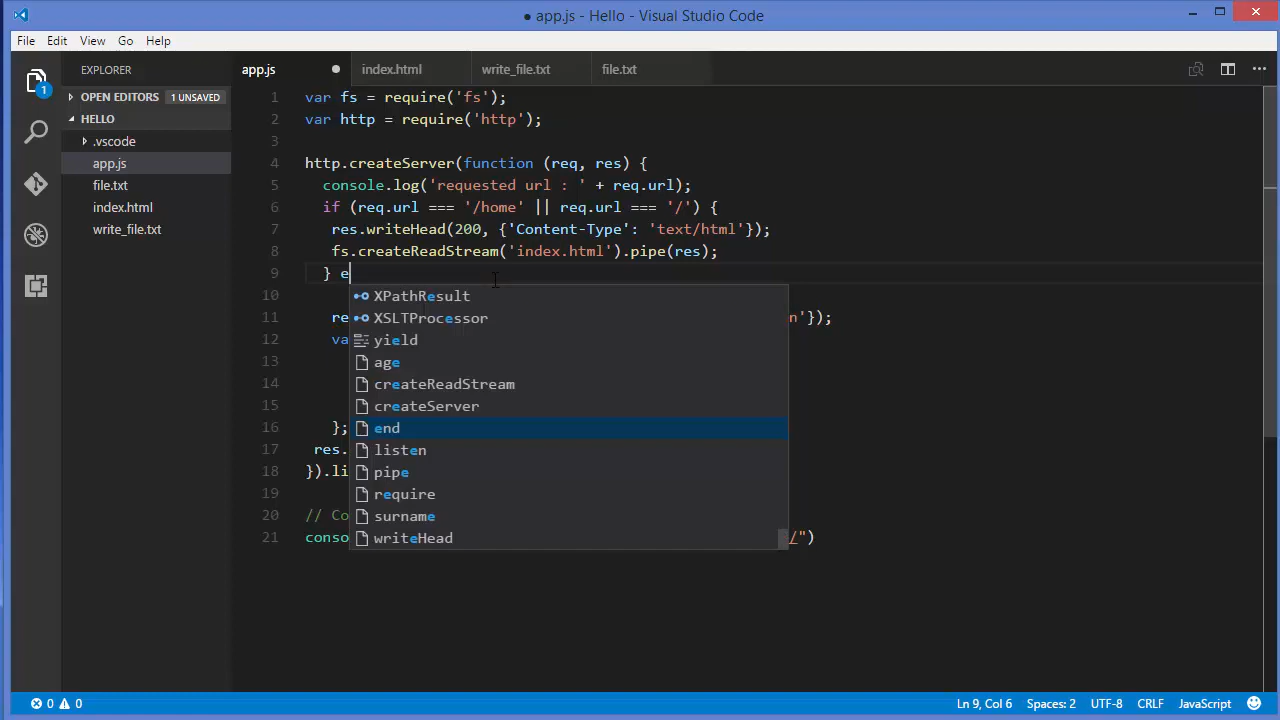 ● app.js - Hello - Visual Studio Code
File Edit View Go Help
EXPLORER
app.js index.html write_file.txt file.txt
OPEN EDITORS 1 UNSAVED
HELLO
.vscode
app.js
file.txt
index.html
write_file.txt
1
1 var fs = require('fs');
2 var http = require('http');
3
4 http.createServer(function (req, res) {
5 console.log('requested url : ' + req.url);
6 if (req.url === '/home' || req.url === '/') {
7 res.writeHead(200, {'Content-Type': 'text/html'});
8 fs.createReadStream('index.html').pipe(res);
9 } e
10
11 re n'});
12 va
13
14
15
16 };
17 res.
18 }).li
19
20 // Co
21 conso /")
XPathResult
XSLTProcessor
yield
age
createReadStream
createServer
end
listen
pipe
require
surname
writeHead
0 0 Ln 9, Col 6 Spaces: 2 UTF-8 CRLF JavaScript